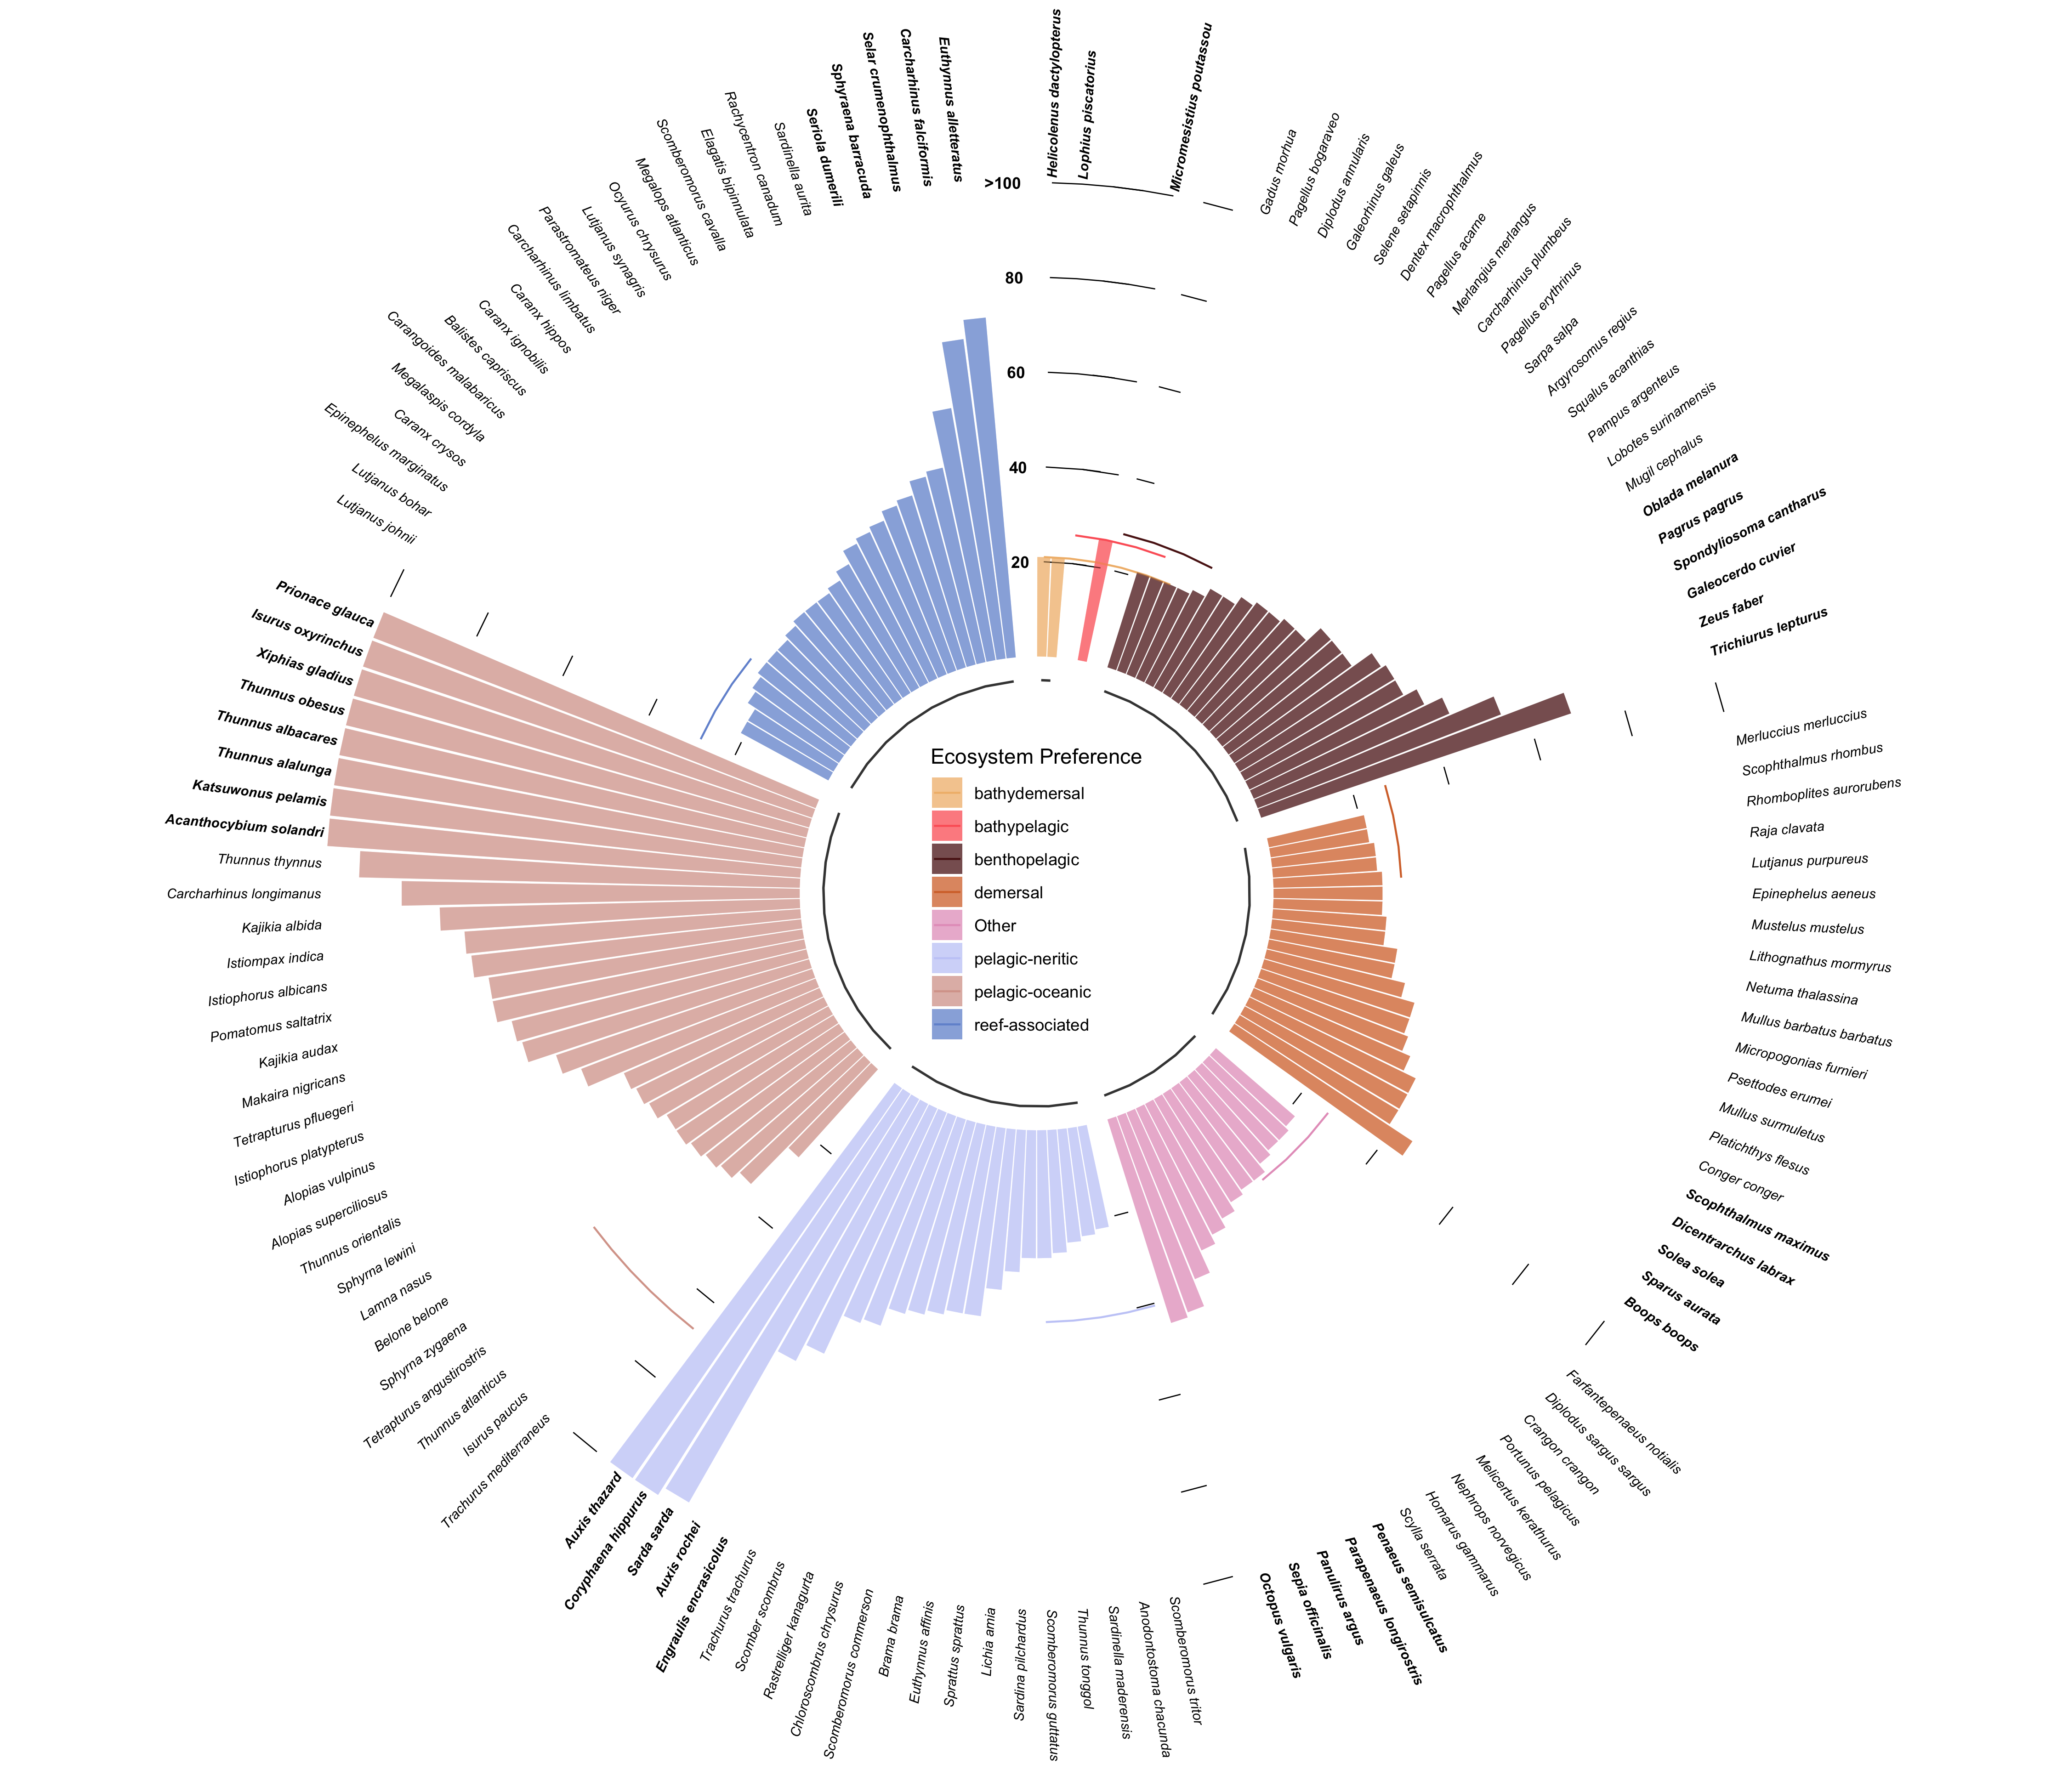 Helicolenus dactylopterus
Lophius piscatorius
Micromesistius poutassou
Gadus morhua
Pagellus bogaraveo
Diplodus annularis
Galeorhinus galeus
Selene setapinnis
Dentex macrophthalmus
Pagellus acarne
Merlangius merlangus
Carcharhinus plumbeus
Pagellus erythrinus
Sarpa salpa
Argyrosomus regius
Squalus acanthias
Pampus argenteus
Lobotes surinamensis
Mugil cephalus
Oblada melanura
Pagrus pagrus
Spondyliosoma cantharus
Galeocerdo cuvier
Zeus faber
Trichiurus lepturus
Merluccius merluccius
Scophthalmus rhombus
Rhomboplites aurorubens
Raja clavata
Lutjanus purpureus
Epinephelus aeneus
Mustelus mustelus
Lithognathus mormyrus
Netuma thalassina
Mullus barbatus barbatus
Micropogonias furnieri
Psettodes erumei
Mullus surmuletus
Platichthys flesus
Conger conger
Scophthalmus maximus
Dicentrarchus labrax
Solea solea
Sparus aurata
Boops boops
Farfantepenaeus notialis
Diplodus sargus sargus
Crangon crangon
Portunus pelagicus
Melicertus kerathurus
Nephrops norvegicus
Homarus gammarus
Scylla serrata
Penaeus semisulcatus
Parapenaeus longirostris
Panulirus argus
Sepia officinalis
Octopus vulgaris
Scomberomorus tritor
Anodontostoma chacunda
Sardinella maderensis
Thunnus tonggol
Scomberomorus guttatus
Sardina pilchardus
Lichia amia
Sprattus sprattus
Euthynnus affinis
Brama brama
Scomberomorus commerson
Chloroscombrus chrysurus
Rastrelliger kanagurta
Scomber scombrus
Trachurus trachurus
Engraulis encrasicolus
Auxis rochei
Sarda sarda
Coryphaena hippurus
Auxis thazard
Trachurus mediterraneus
Isurus paucus
Thunnus atlanticus
Tetrapturus angustirostris
Sphyrna zygaena
Belone belone
Lamna nasus
Sphyrna lewini
Thunnus orientalis
Alopias superciliosus
Alopias vulpinus
Istiophorus platypterus
Tetrapturus pfluegeri
Makaira nigricans
Kajikia audax
Pomatomus saltatrix
Istiophorus albicans
Istiompax indica
Kajikia albida
Carcharhinus longimanus
Thunnus thynnus
Acanthocybium solandri
Katsuwonus pelamis
Thunnus alalunga
Thunnus albacares
Thunnus obesus
Xiphias gladius
Isurus oxyrinchus
Prionace glauca
Lutjanus johnii
Lutjanus bohar
Epinephelus marginatus
Caranx crysos
Megalaspis cordyla
Carangoides malabaricus
Balistes capriscus
Caranx ignobilis
Caranx hippos
Carcharhinus limbatus
Parastromateus niger
Lutjanus synagris
Ocyurus chrysurus
Megalops atlanticus
Scomberomorus cavalla
Elagatis bipinnulata
Rachycentron canadum
Sardinella aurita
Seriola dumerili
Sphyraena barracuda
Selar crumenophthalmus
Carcharhinus falciformis
Euthynnus alletteratus
>100
80
60
40
20
Ecosystem Preference
bathydemersal
bathypelagic
benthopelagic
demersal
Other
pelagic-neritic
pelagic-oceanic
reef-associated